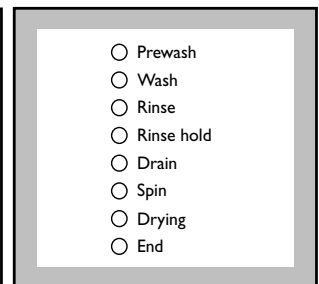 Prewash
Wash
Rinse
Rinse hold
Drain
Spin
Drying
End